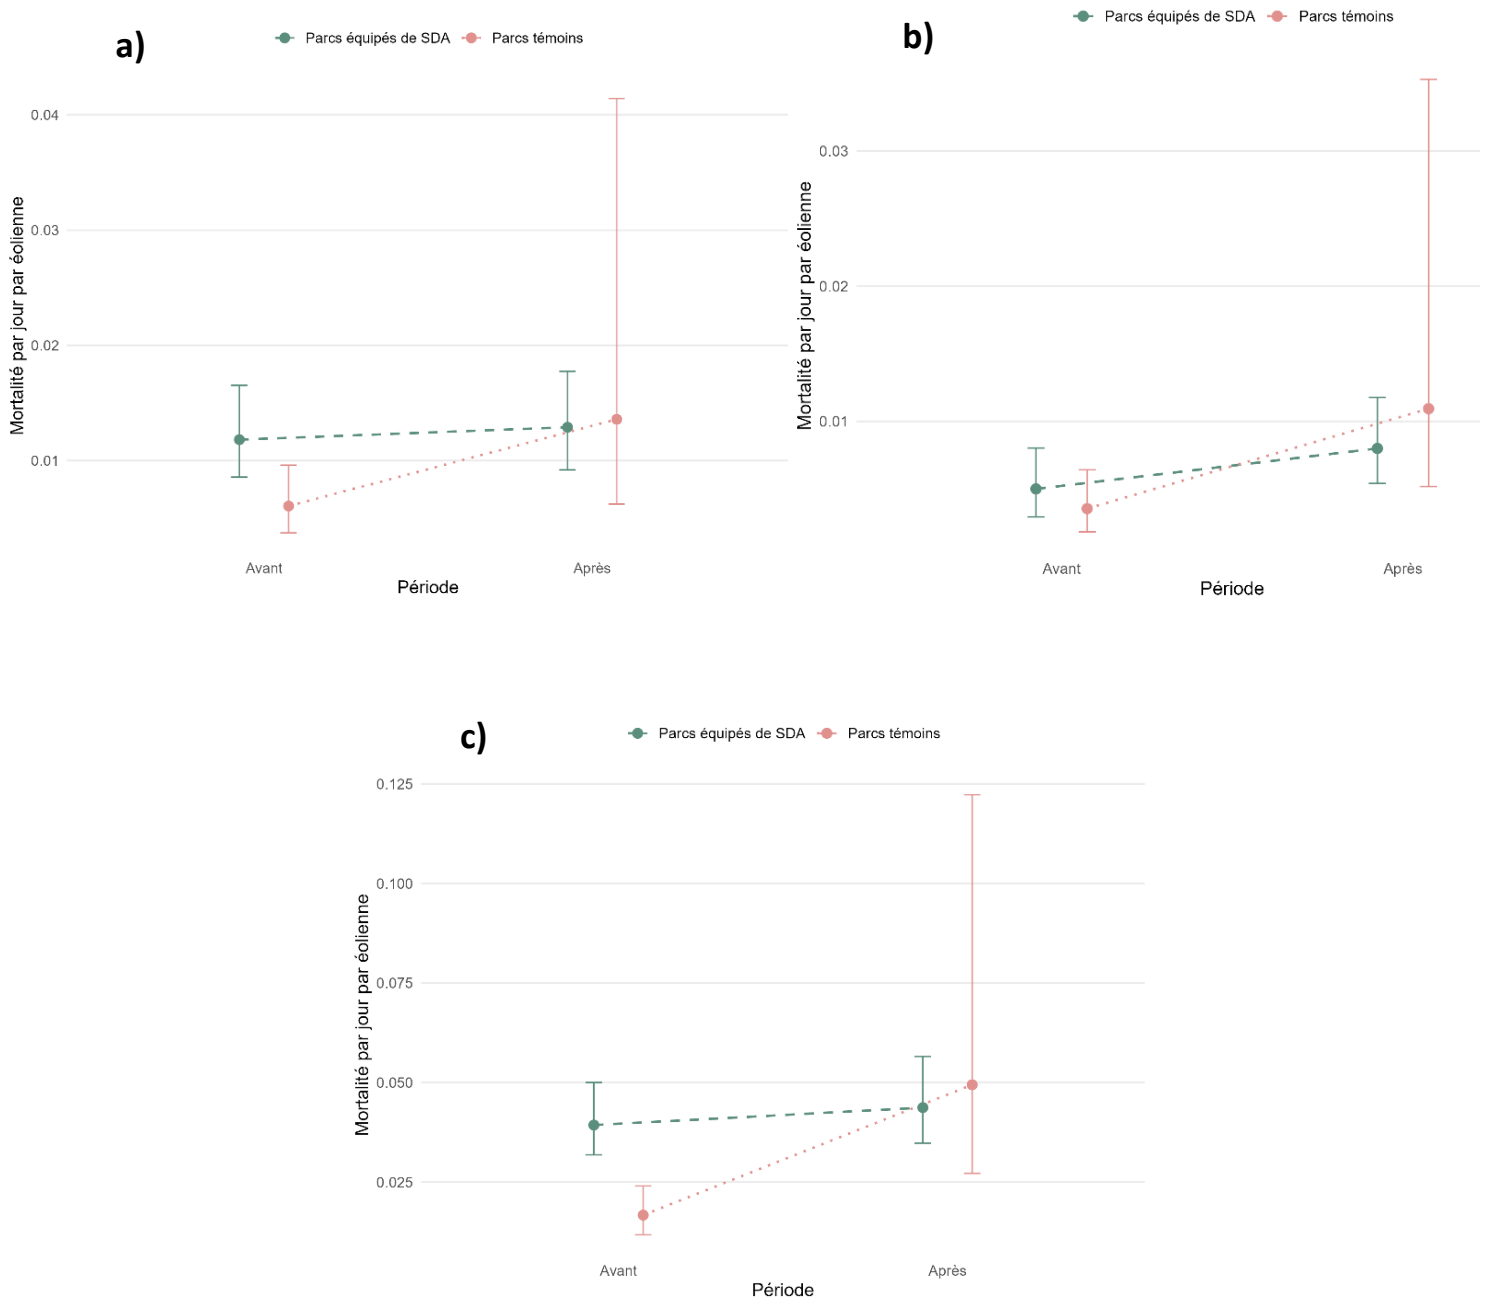 a)
Parcs équipés de SDA
Parcs témoins
Mortalité par jour par éolienne
0.04
0.03
0.02
0.01
Avant
Après
Période
b)
Parcs équipés de SDA
Parcs témoins
Mortalité par jour par éolienne
0.03
0.02
0.01
Avant
Après
Période
c)
Parcs équipés de SDA
Parcs témoins
Mortalité par jour par éolienne
0.125
0.100
0.075
0.050
0.025
Avant
Après
Période